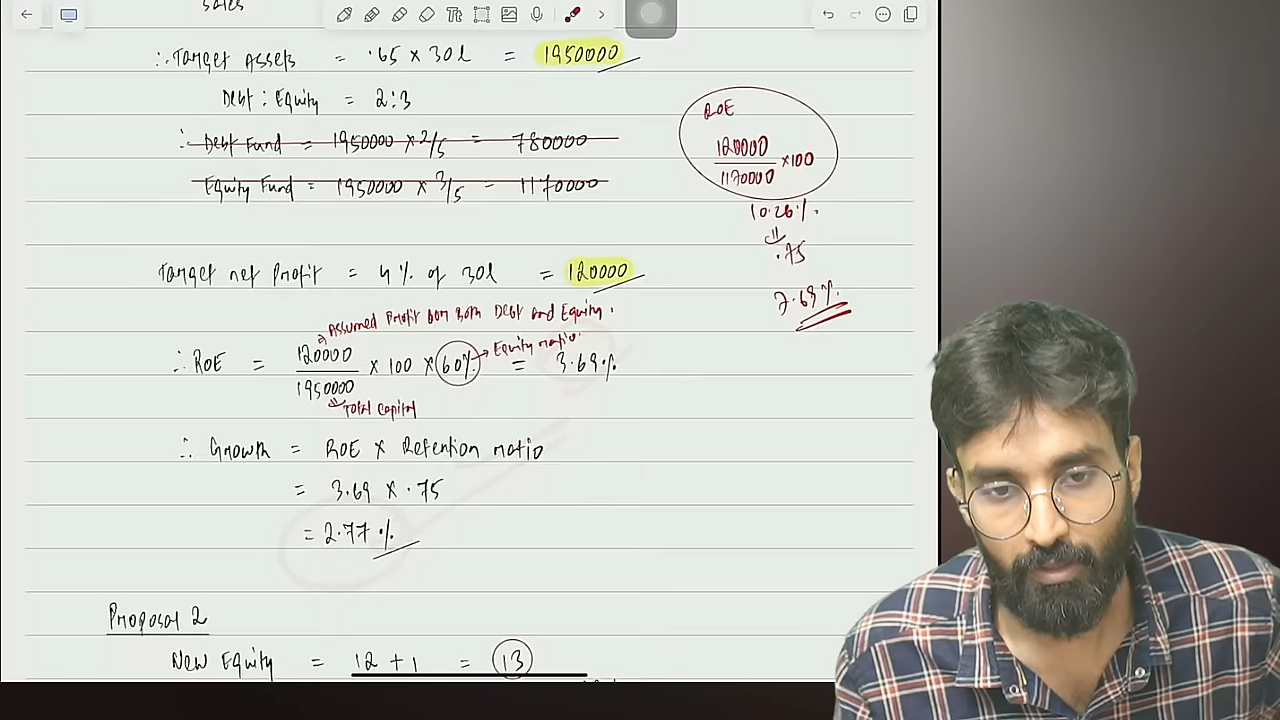 sales
∴ Target Assets = .65 × 30l = 1950000
Debt : Equity = 2:3
∴ Debt Fund = 1950000 × 2/5 = 780000
Equity Fund = 1950000 × 3/5 = 1170000
ROE
120000
1170000
×100
10.26%.
.75
7.69%.
Target net Profit = 4% of 30l = 120000
Assumed Profit for both Debt and Equity.
∴ ROE = 120000 / 1950000 × 100 × 60% = 3.69%
Equity ratio.
Total Capital
∴ Growth = ROE × Retention ratio
= 3.69 × .75
= 2.77%
Proposal 2
New Equity = 12 + 1 = 13